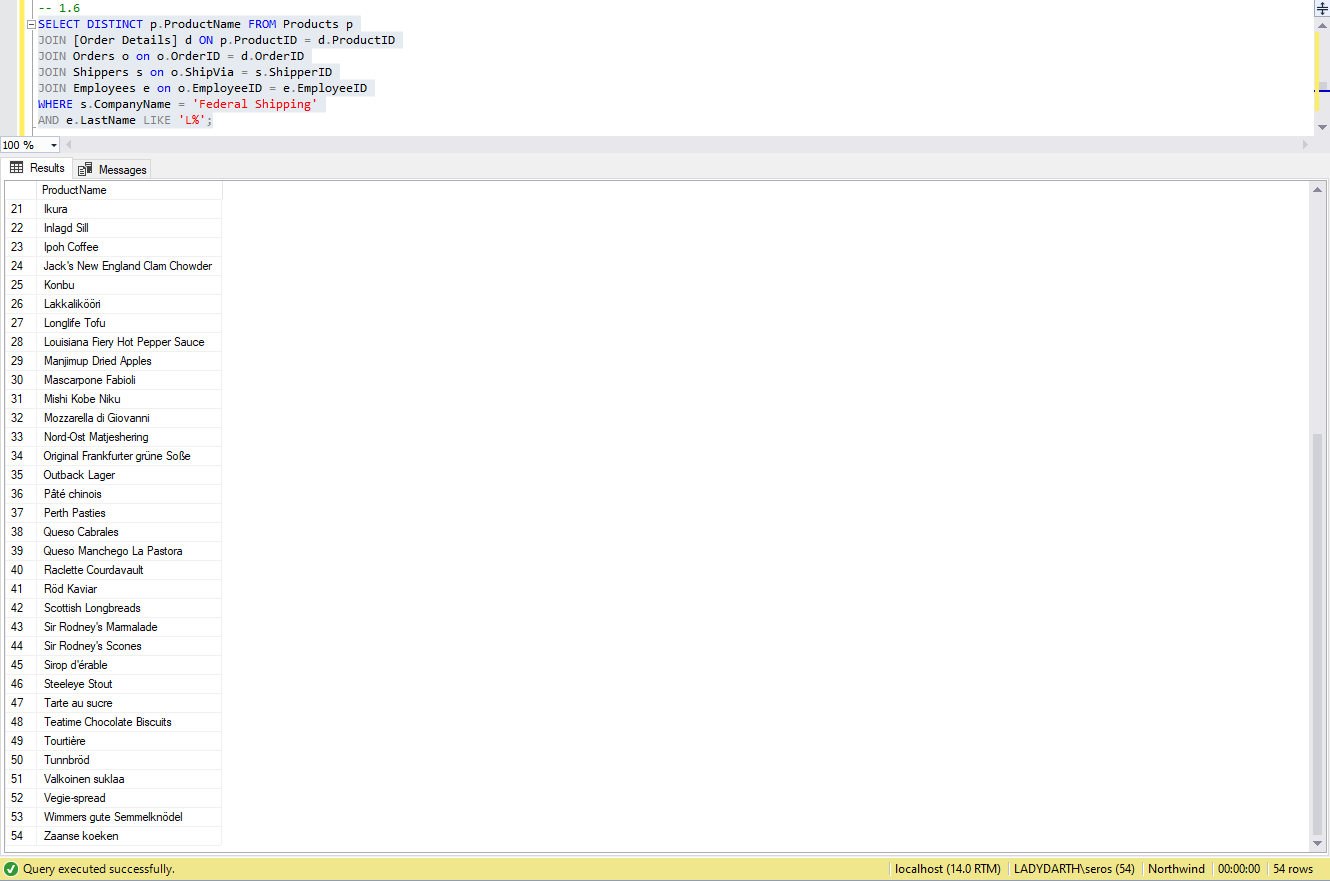 -- 1.6
SELECT DISTINCT p.ProductName FROM Products p
JOIN [Order Details] d ON p.ProductID = d.ProductID
JOIN Orders o on o.OrderID = d.OrderID
JOIN Shippers s on o.ShipVia = s.ShipperID
JOIN Employees e on o.EmployeeID = e.EmployeeID
WHERE s.CompanyName = 'Federal Shipping'
AND e.LastName LIKE 'L%';
100 %
Results Messages
ProductName
21 Ikura
22 Inlagd Sill
23 Ipoh Coffee
24 Jack's New England Clam Chowder
25 Konbu
26 Lakkalikööri
27 Longlife Tofu
28 Louisiana Fiery Hot Pepper Sauce
29 Manjimup Dried Apples
30 Mascarpone Fabioli
31 Mishi Kobe Niku
32 Mozzarella di Giovanni
33 Nord-Ost Matjeshering
34 Original Frankfurter grüne Soße
35 Outback Lager
36 Pâté chinois
37 Perth Pasties
38 Queso Cabrales
39 Queso Manchego La Pastora
40 Raclette Courdavault
41 Röd Kaviar
42 Scottish Longbreads
43 Sir Rodney's Marmalade
44 Sir Rodney's Scones
45 Sirop d'érable
46 Steeleye Stout
47 Tarte au sucre
48 Teatime Chocolate Biscuits
49 Tourtière
50 Tunnbröd
51 Valkoinen suklaa
52 Vegie-spread
53 Wimmers gute Semmelknödel
54 Zaanse koeken
Query executed successfully. localhost (14.0 RTM) LADYDARTH\seros (54) Northwind 00:00:00 54 rows